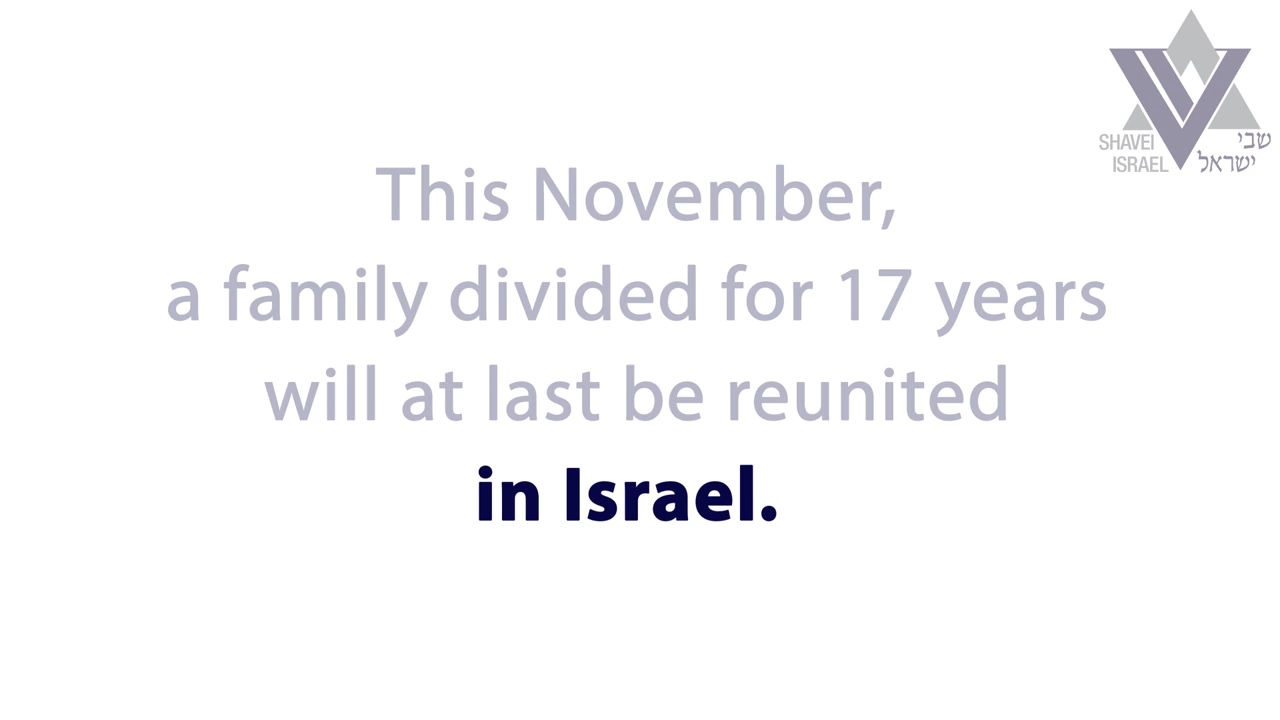 This November,
a family divided for 17 years
will at last be reunited
in Israel.
SHAVEI
ISRAEL
שבי
ישראל